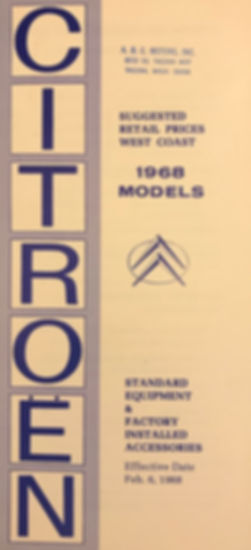 CITROËN
SUGGESTED
RETAIL PRICES
WEST COAST
1968
MODELS
STANDARD
EQUIPMENT
&
FACTORY
INSTALLED
ACCESSORIES
Effective Date
Feb. 6, 1968